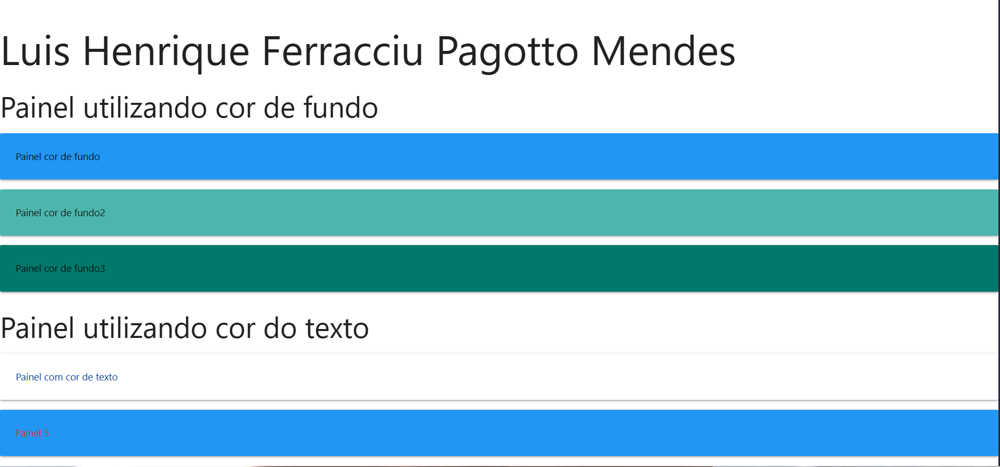 Luis Henrique Ferracciu Pagotto Mendes
Painel utilizando cor de fundo
Painel cor de fundo
Painel cor de fundo2
Painel cor de fundo3
Painel utilizando cor do texto
Painel com cor de texto
Painel 5